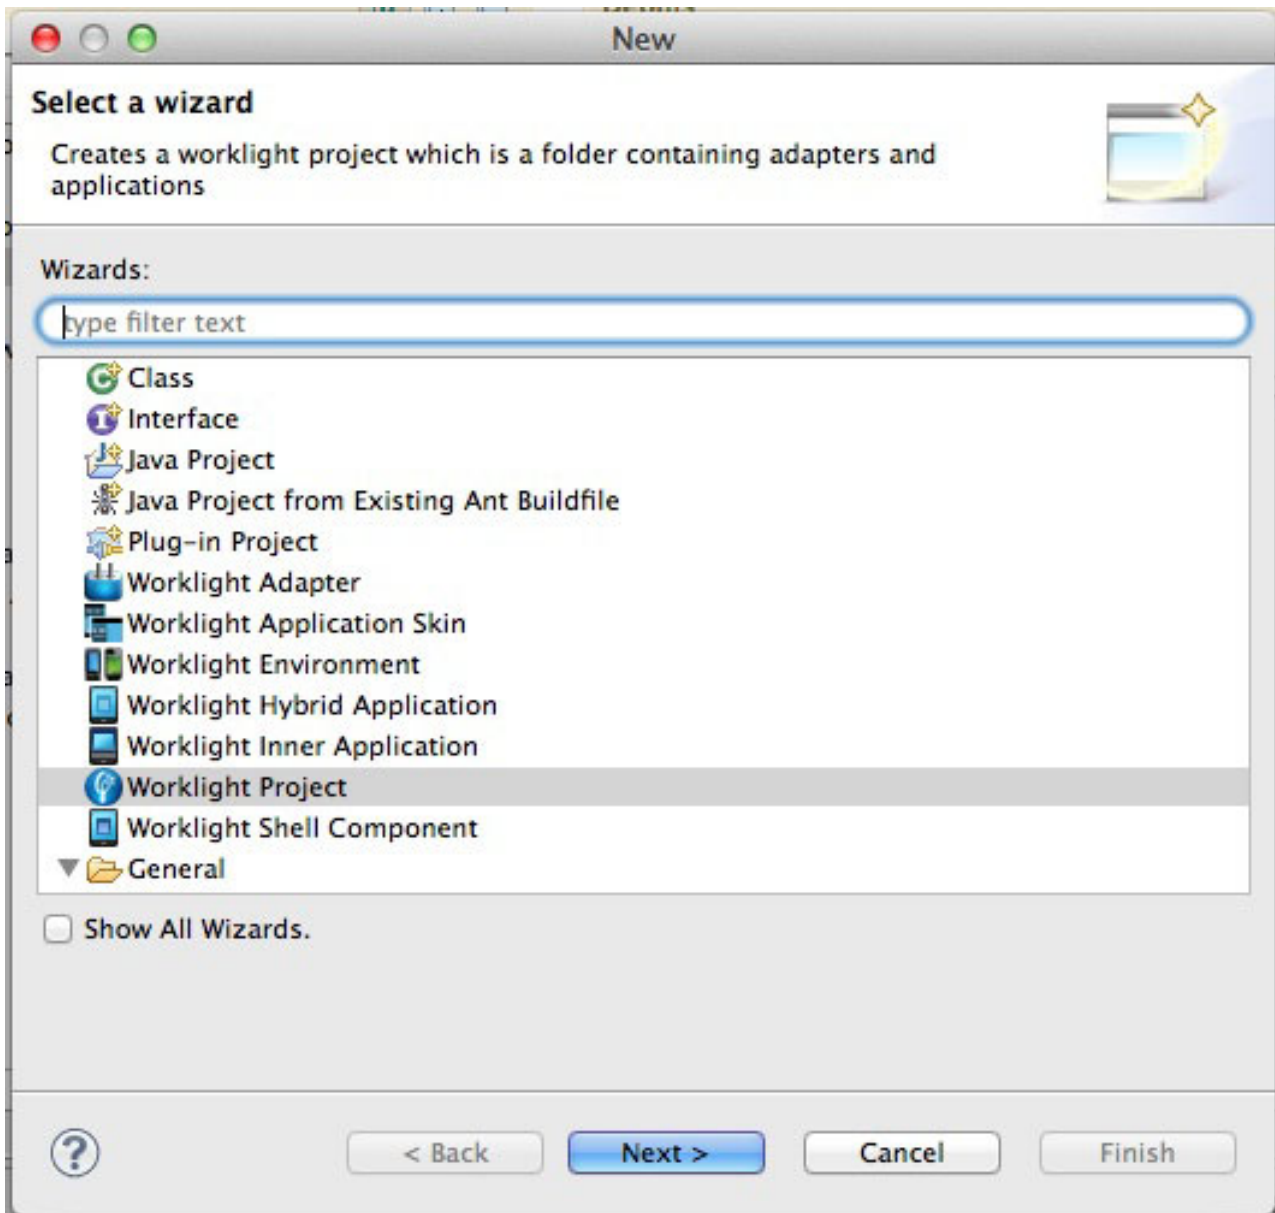 New
Select a wizard
Creates a worklight project which is a folder containing adapters and
applications
Wizards:
type filter text
Class
Interface
Java Project
Java Project from Existing Ant Buildfile
Plug-in Project
Worklight Adapter
Worklight Application Skin
Worklight Environment
Worklight Hybrid Application
Worklight Inner Application
Worklight Project
Worklight Shell Component
General
Show All Wizards.
?
< Back
Next >
Cancel
Finish